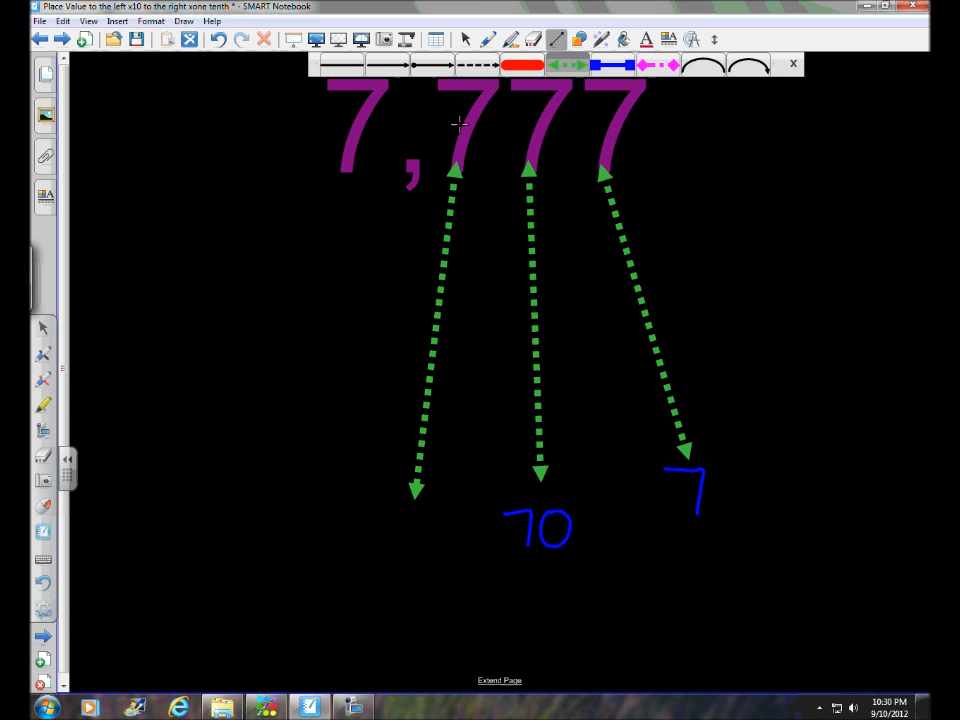 Place Value to the left x10 to the right xone tenth * - SMART Notebook
File Edit View Insert Format Draw Help
X
7,777
7
70
Extend Page
10:30 PM
9/10/2012